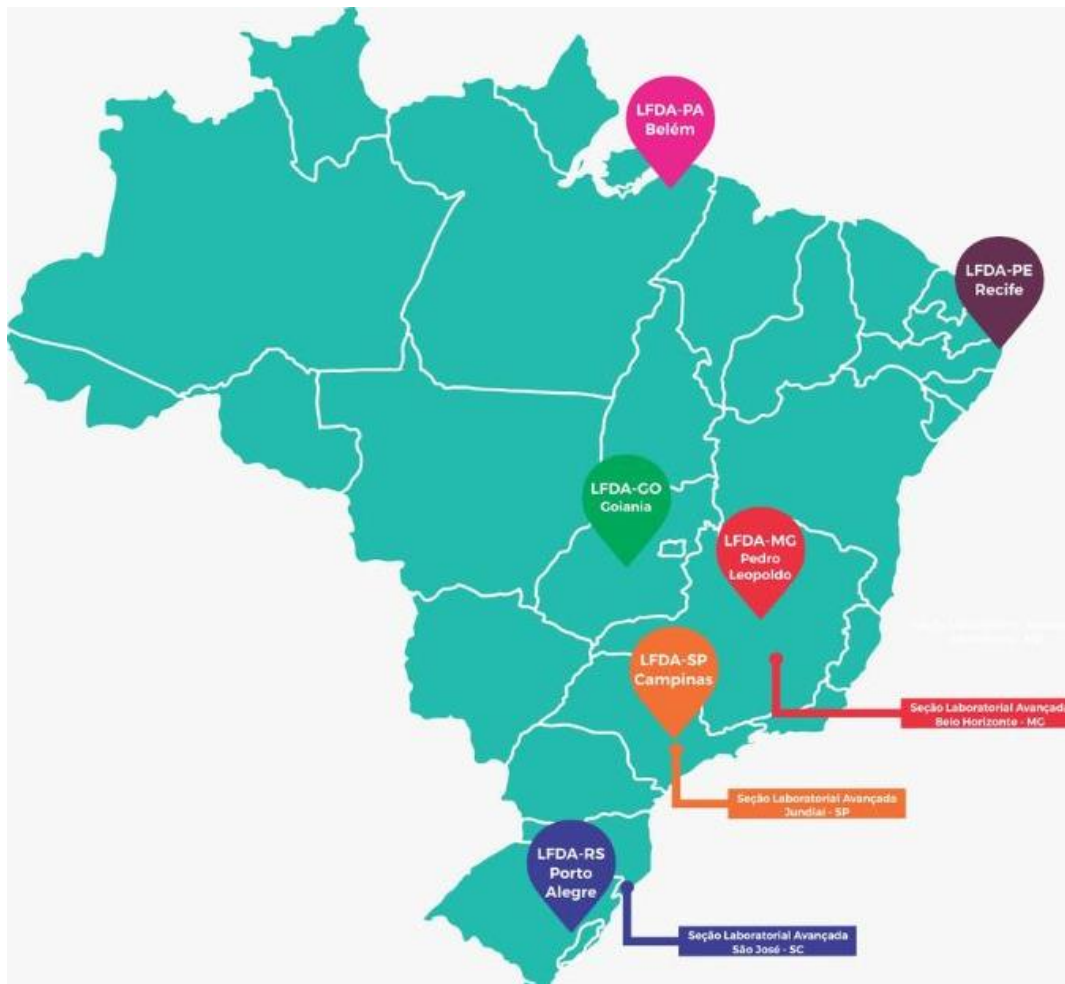 LFDA-PA
Belém
LFDA-PE
Recife
LFDA-GO
Goiania
LFDA-MG
Pedro
Leopoldo
LFDA-SP
Campinas
Seção Laboratorial Avançada
Belo Horizonte - MG
Seção Laboratorial Avançada
Jundiaí - SP
LFDA-RS
Porto
Alegre
Seção Laboratorial Avançada
São José - SC